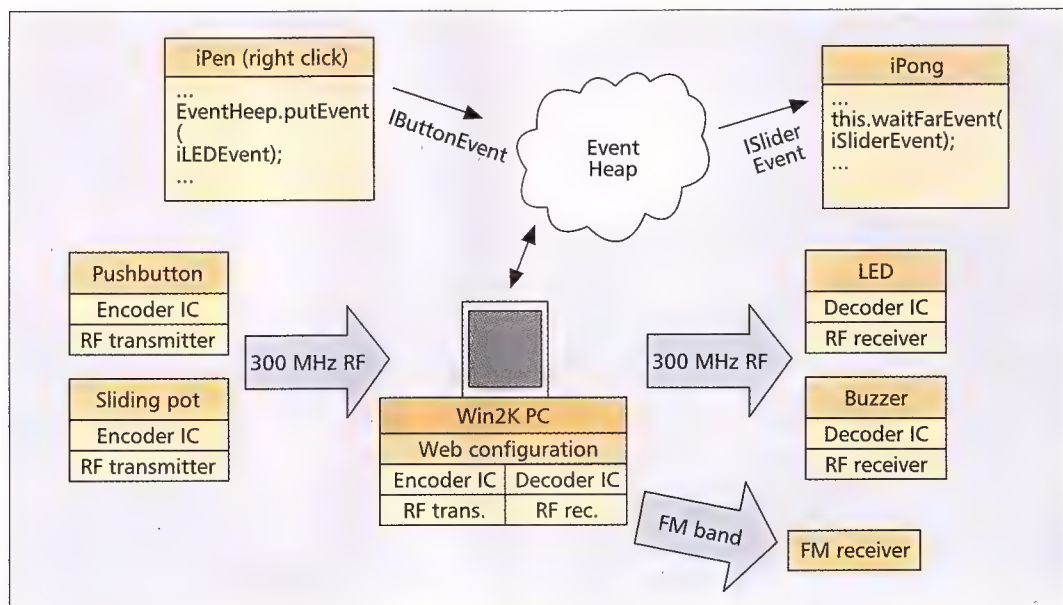 iPen (right click)
...
EventHeep.putEvent
(
iLEDEvent);
...
IButtonEvent
Event
Heap
ISlider
Event
iPong
...
this.waitFarEvent(
iSliderEvent);
...
Pushbutton
Encoder IC
RF transmitter
Sliding pot
Encoder IC
RF transmitter
300 MHz RF
Win2K PC
Web configuration
Encoder IC
Decoder IC
RF trans.
RF rec.
300 MHz RF
LED
Decoder IC
RF receiver
Buzzer
Decoder IC
RF receiver
FM band
FM receiver